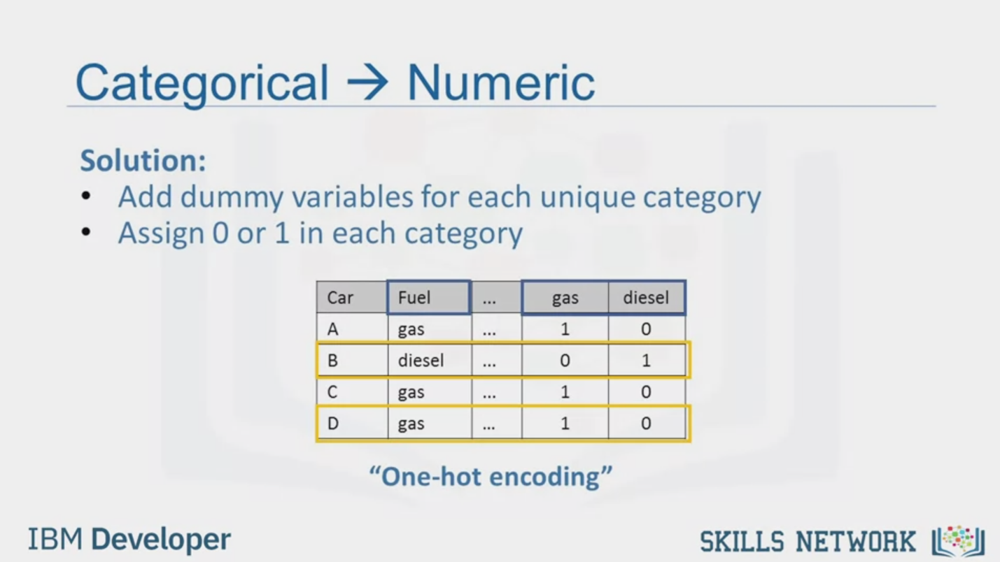 Categorical → Numeric
Solution:
• Add dummy variables for each unique category
• Assign 0 or 1 in each category
Car Fuel ... gas diesel
A gas ... 1 0
B diesel ... 0 1
C gas ... 1 0
D gas ... 1 0
“One-hot encoding”
IBM Developer
SKILLS NETWORK